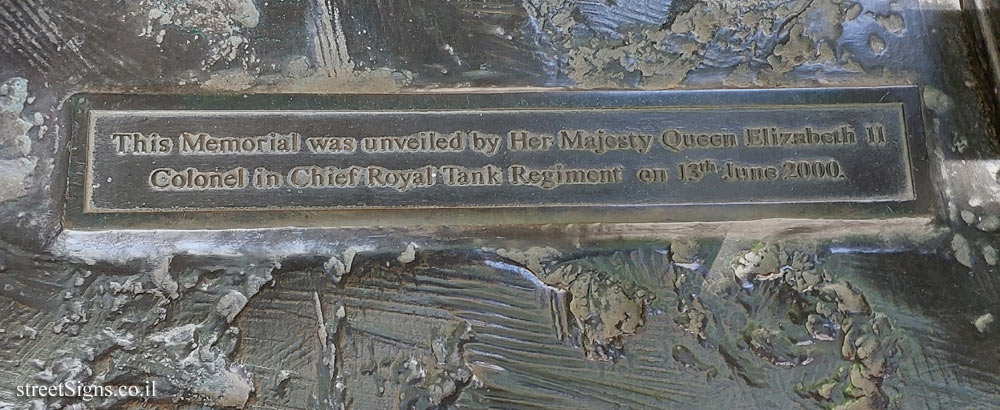 This Memorial was unveiled by Her Majesty Queen Elizabeth II
Colonel in Chief Royal Tank Regiment on 13th June 2000.
streetSigns.co.il